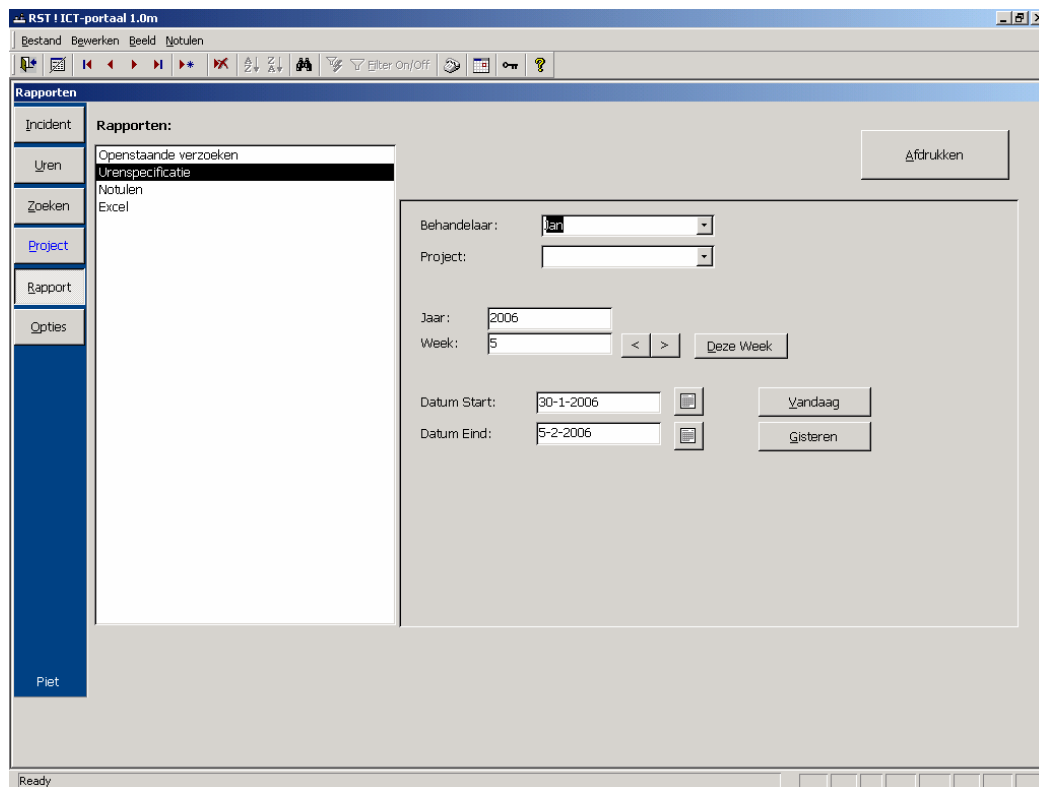 RST ! ICT-portaal 1.0m
Bestand Bewerken Beeld Notulen
Filter On/Off
Rapporten
Incident
Uren
Zoeken
Project
Rapport
Opties
Piet
Rapporten:
Openstaande verzoeken
Urenspecificatie
Notulen
Excel
Afdrukken
Behandelaar: Jan
Project:
Jaar: 2006
Week: 5 < > Deze Week
Datum Start: 30-1-2006 Vandaag
Datum Eind: 5-2-2006 Gisteren
Ready